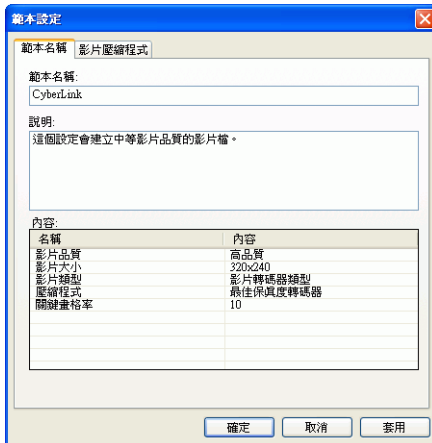 範本設定
範本名稱 影片壓縮程式
範本名稱:
CyberLink
說明:
這個設定會建立中等影片品質的影片檔。
內容:
名稱 內容
影片品質 高品質
影片大小 320x240
影片類型 影片轉碼器類型
壓縮程式 最佳保真度轉碼器
關鍵畫格率 10
確定 取消 套用